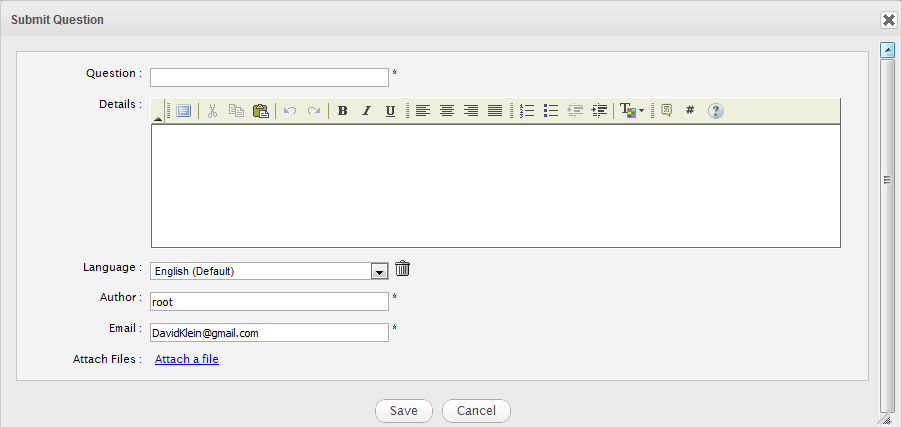 Submit Question
Question : *
Details :
B I U T #  ?
Language : English (Default)
Author : root *
Email : DavidKlein@gmail.com *
Attach Files : Attach a file
Save Cancel